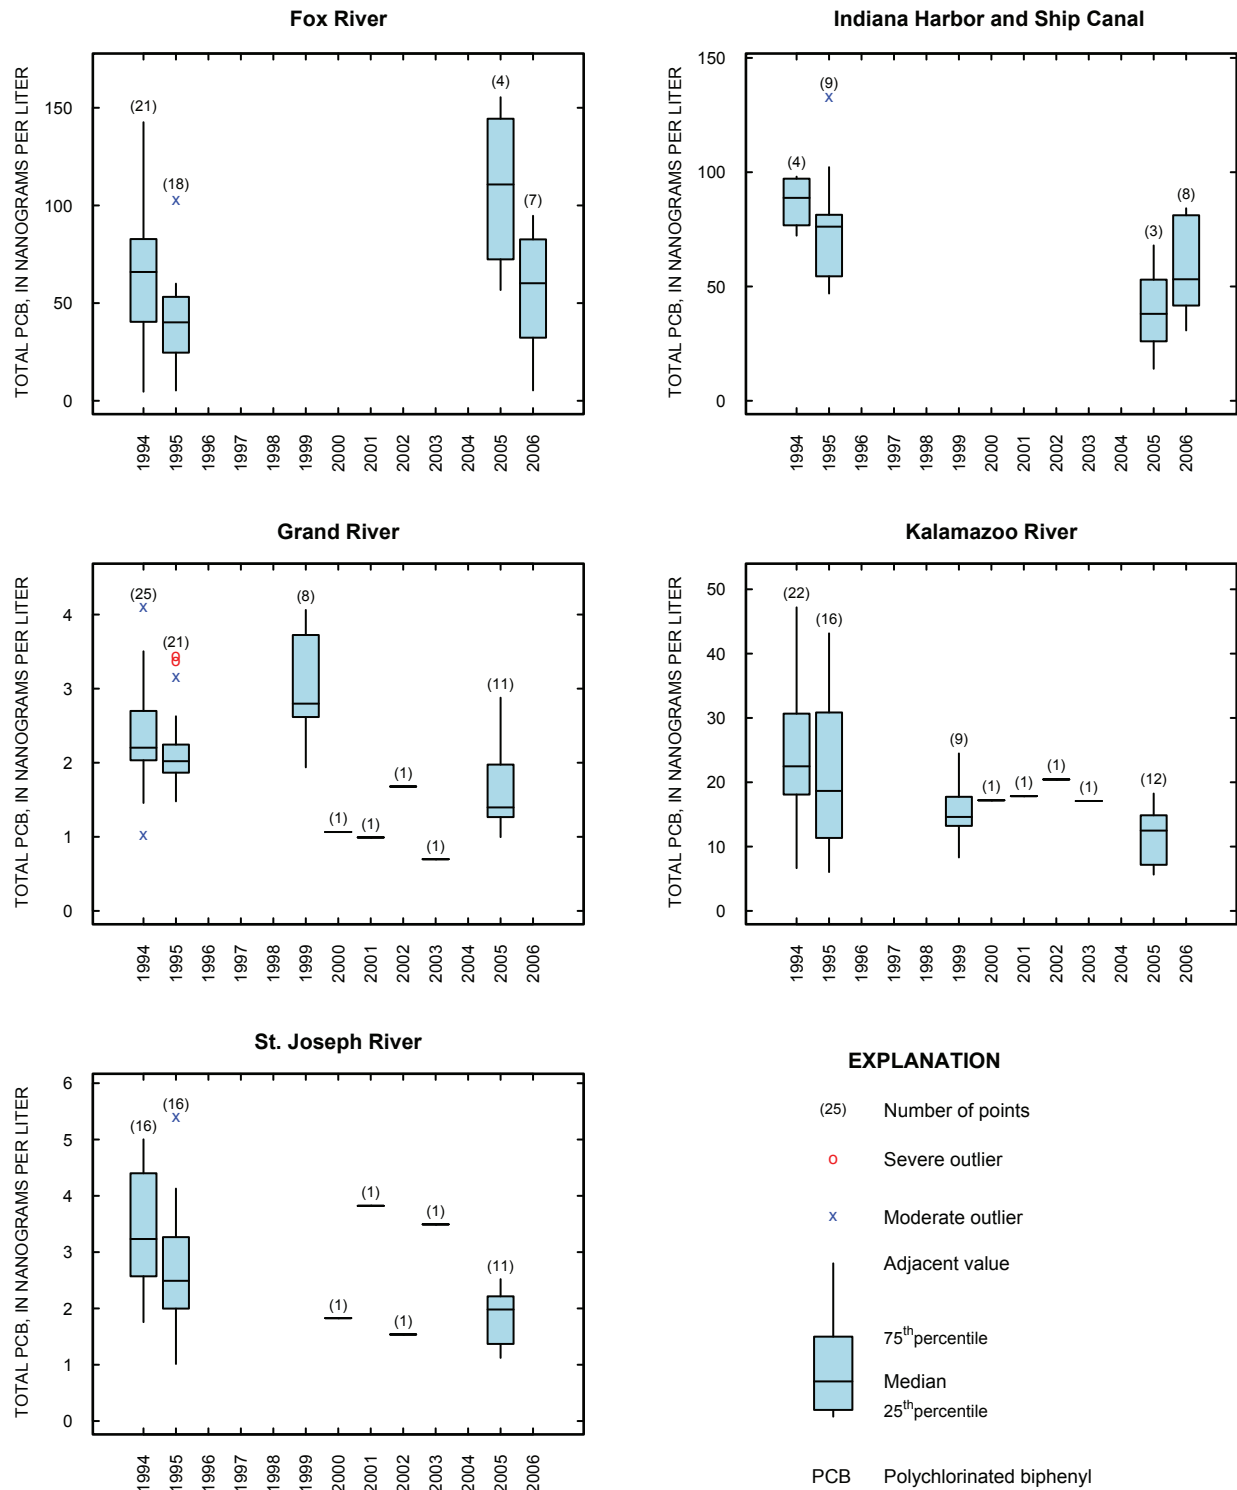 Fox River
TOTAL PCB, IN NANOGRAMS PER LITER
150
100
50
0
(21)
(18)
x
(4)
(7)
1994 1995 1996 1997 1998 1999 2000 2001 2002 2003 2004 2005 2006
Indiana Harbor and Ship Canal
TOTAL PCB, IN NANOGRAMS PER LITER
150
100
50
0
(4)
(9)
x
(3)
(8)
1994 1995 1996 1997 1998 1999 2000 2001 2002 2003 2004 2005 2006
Grand River
TOTAL PCB, IN NANOGRAMS PER LITER
4
3
2
1
0
(25)
x
x
(21)
o
o
x
(8)
(1)
(1)
(1)
(1)
(11)
1994 1995 1996 1997 1998 1999 2000 2001 2002 2003 2004 2005 2006
Kalamazoo River
TOTAL PCB, IN NANOGRAMS PER LITER
50
40
30
20
10
0
(22)
(16)
(9)
(1)
(1)
(1)
(1)
(12)
1994 1995 1996 1997 1998 1999 2000 2001 2002 2003 2004 2005 2006
St. Joseph River
TOTAL PCB, IN NANOGRAMS PER LITER
6
5
4
3
2
1
0
(16)
(16)
x
(1)
(1)
(1)
(1)
(11)
1994 1995 1996 1997 1998 1999 2000 2001 2002 2003 2004 2005 2006
EXPLANATION
(25) Number of points
o Severe outlier
x Moderate outlier
Adjacent value
75th percentile
Median
25th percentile
PCB Polychlorinated biphenyl